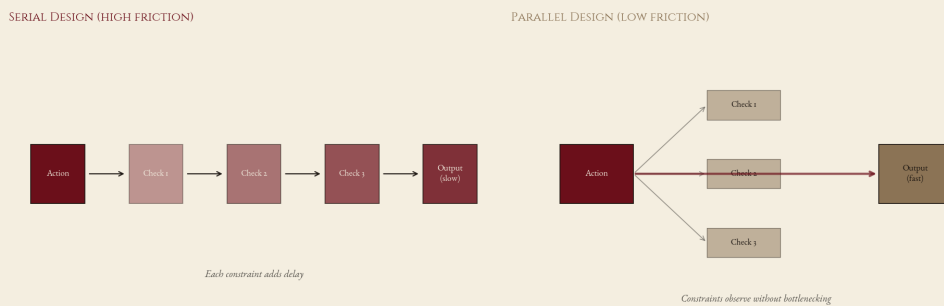 Serial Design (high friction)
Action
Check 1
Check 2
Check 3
Output
(slow)
Each constraint adds delay
Parallel Design (low friction)
Check 1
Action
Check 2
Output
(fast)
Check 3
Constraints observe without bottlenecking